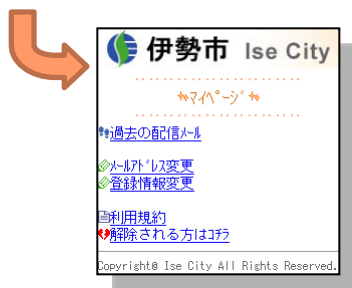 伊勢市 Ise City
ﾏｲﾍﾟｰｼﾞ
過去の配信ﾒｰﾙ
ﾒｰﾙｱﾄﾞﾚｽ変更
登録情報変更
利用規約
解除される方はｺﾁﾗ
Copyright© Ise City All Rights Reserved.